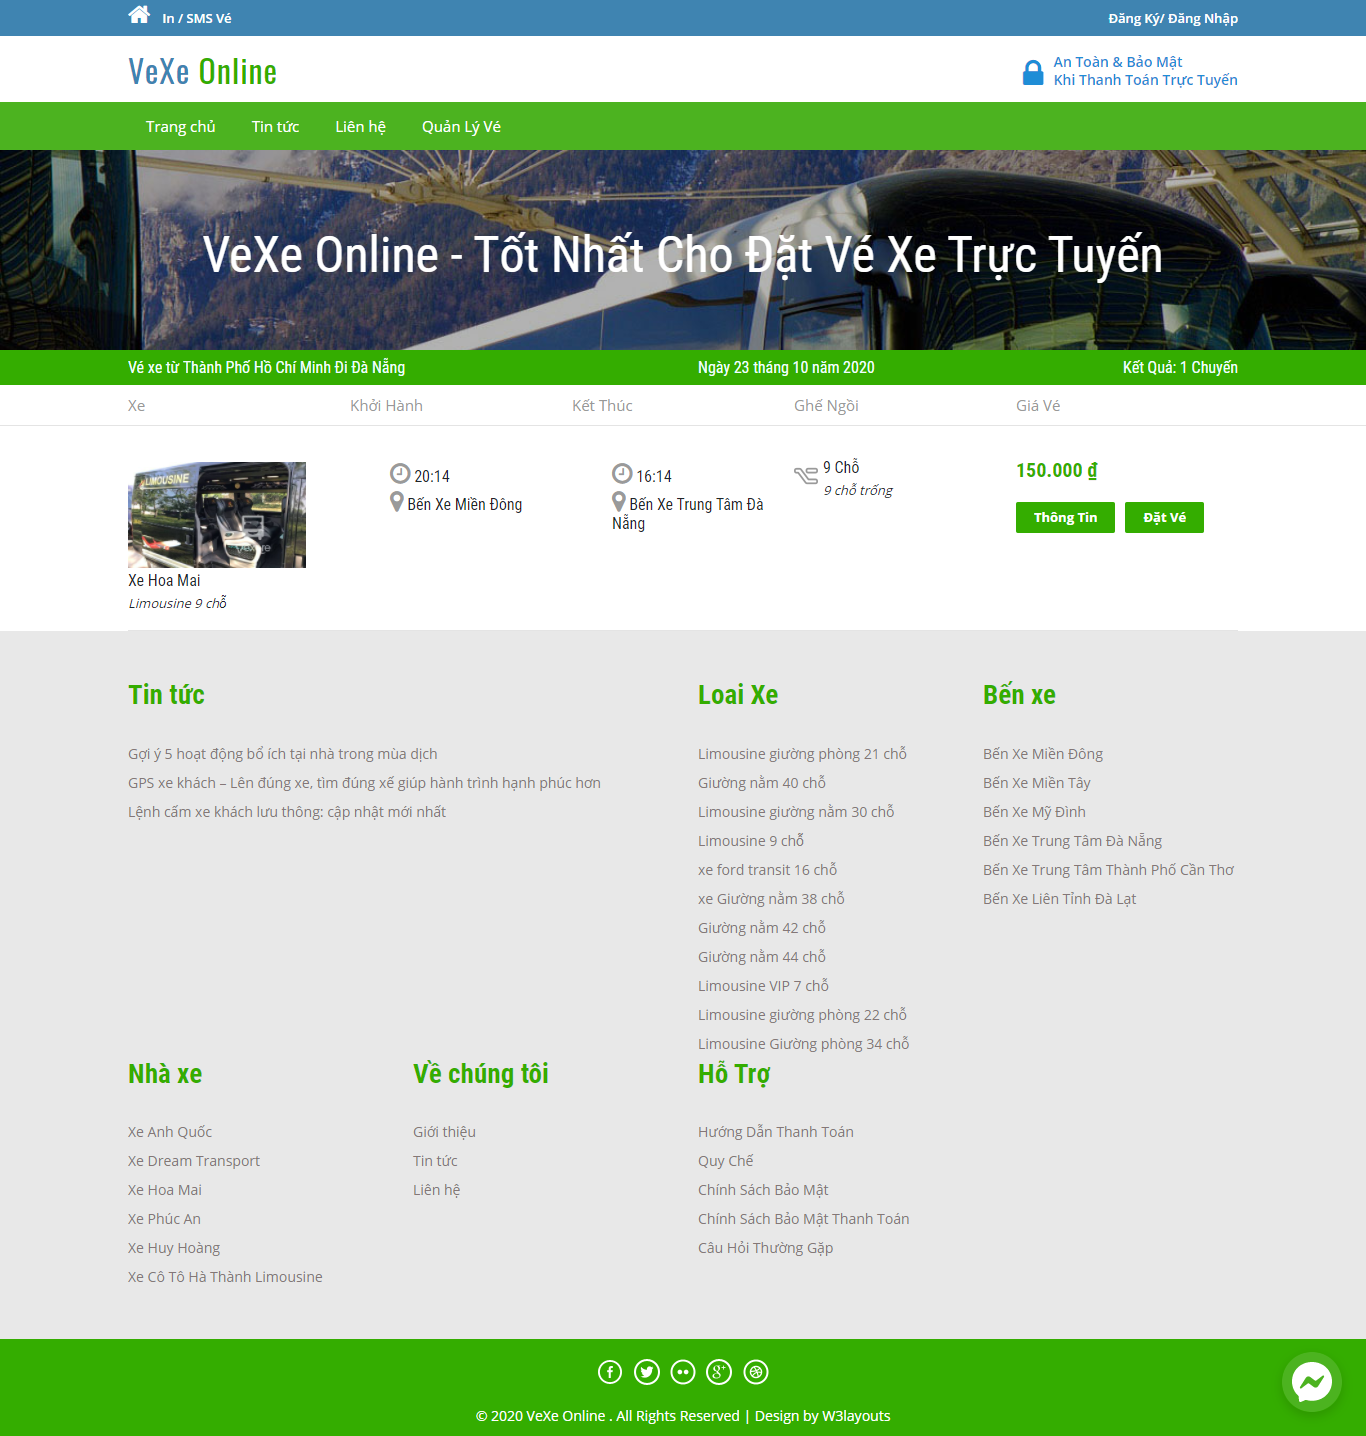 In / SMS Vé
Đăng Ký/ Đăng Nhập
VeXe Online
An Toàn & Bảo Mật
Khi Thanh Toán Trực Tuyến
Trang chủ
Tin tức
Liên hệ
Quản Lý Vé
VeXe Online - Tốt Nhất Cho Đặt Vé Xe Trực Tuyến
Vé xe từ Thành Phố Hồ Chí Minh Đi Đà Nẵng
Ngày 23 tháng 10 năm 2020
Kết Quả: 1 Chuyến
Xe
Khởi Hành
Kết Thúc
Ghế Ngồi
Giá Vé
LIMOUSINE
Xe Hoa Mai
Limousine 9 chỗ
20:14
Bến Xe Miền Đông
16:14
Bến Xe Trung Tâm Đà
Nẵng
9 Chỗ
9 chỗ trống
150.000 ₫
Thông Tin
Đặt Vé
Tin tức
Gợi ý 5 hoạt động bổ ích tại nhà trong mùa dịch
GPS xe khách – Lên đúng xe, tìm đúng xế giúp hành trình hạnh phúc hơn
Lệnh cấm xe khách lưu thông: cập nhật mới nhất
Loai Xe
Limousine giường phòng 21 chỗ
Giường nằm 40 chỗ
Limousine giường nằm 30 chỗ
Limousine 9 chỗ
xe ford transit 16 chỗ
xe Giường nằm 38 chỗ
Giường nằm 42 chỗ
Giường nằm 44 chỗ
Limousine VIP 7 chỗ
Limousine giường phòng 22 chỗ
Limousine Giường phòng 34 chỗ
Bến xe
Bến Xe Miền Đông
Bến Xe Miền Tây
Bến Xe Mỹ Đình
Bến Xe Trung Tâm Đà Nẵng
Bến Xe Trung Tâm Thành Phố Cần Thơ
Bến Xe Liên Tỉnh Đà Lạt
Nhà xe
Xe Anh Quốc
Xe Dream Transport
Xe Hoa Mai
Xe Phúc An
Xe Huy Hoàng
Xe Cô Tô Hà Thành Limousine
Về chúng tôi
Giới thiệu
Tin tức
Liên hệ
Hỗ Trợ
Hướng Dẫn Thanh Toán
Quy Chế
Chính Sách Bảo Mật
Chính Sách Bảo Mật Thanh Toán
Câu Hỏi Thường Gặp
© 2020 VeXe Online . All Rights Reserved | Design by W3layouts